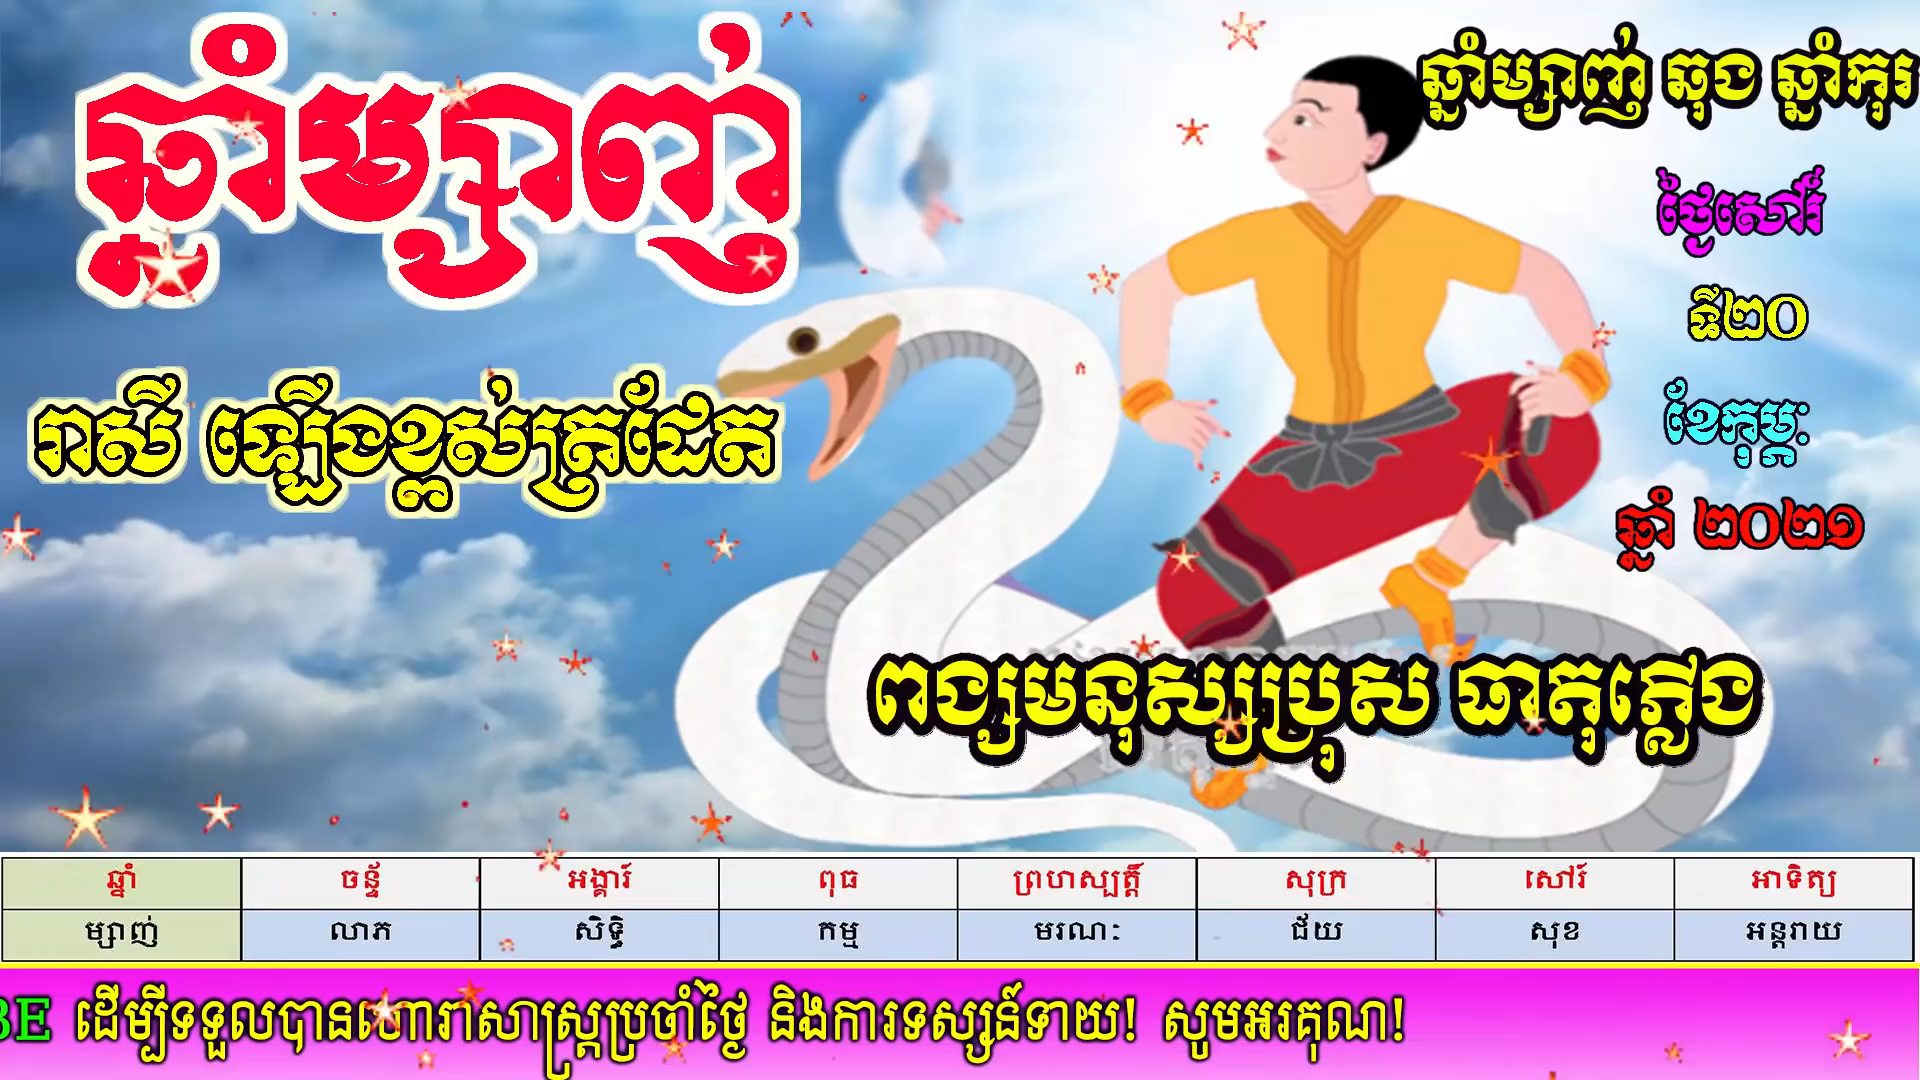 ឆ្នាំម្សាញ់
រាសី ឡើងខ្ពស់ត្រដែត
ឆ្នាំម្សាញ់ ឆុង ឆ្នាំកុរ
ថ្ងៃសៅរ៍
ទី២០
ខែកុម្ភៈ
ឆ្នាំ ២០២១
ពង្សមនុស្សប្រុស ធាតុភ្លើង
ឆ្នាំ ចន្ទ័ អង្គារ៍ ពុធ ព្រហស្បត្តិ៍ សុក្រ សៅរ៍ អាទិត្យ
ម្សាញ់ លាភ សិទ្ធិ កម្ម មរណៈ ជ័យ សុខ អន្តរាយ
BE ដើម្បីទទួលបានហោរាសាស្ត្រប្រចាំថ្ងៃ និងការទស្សន៍ទាយ! សូមអរគុណ!